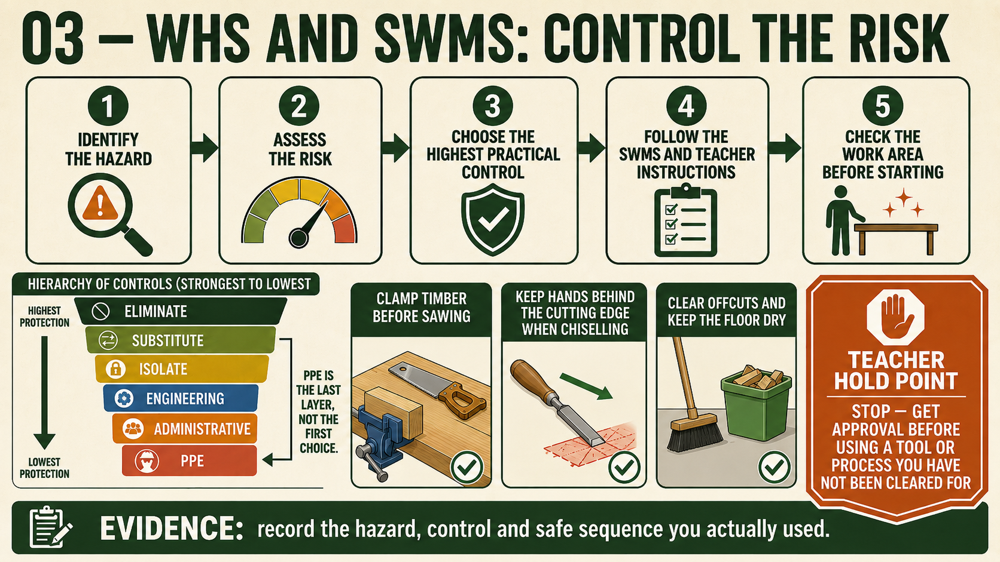 03 – WHS AND SWMS: CONTROL THE RISK
1
IDENTIFY
THE HAZARD
2
ASSESS
THE RISK
3
CHOOSE THE
HIGHEST PRACTICAL
CONTROL
4
FOLLOW THE
SWMS AND TEACHER
INSTRUCTIONS
5
CHECK THE
WORK AREA
BEFORE STARTING
HIERARCHY OF CONTROLS (STRONGEST TO LOWEST
HIGHEST
PROTECTION
LOWEST
PROTECTION
ELIMINATE
SUBSTITUTE
ISOLATE
ENGINEERING
ADMINISTRATIVE
PPE
PPE IS
THE LAST
LAYER,
NOT THE
FIRST
CHOICE.
CLAMP TIMBER
BEFORE SAWING
KEEP HANDS BEHIND
THE CUTTING EDGE
WHEN CHISELLING
CLEAR OFFCUTS AND
KEEP THE FLOOR DRY
TEACHER
HOLD POINT
STOP – GET
APPROVAL BEFORE
USING A TOOL OR
PROCESS YOU HAVE
NOT BEEN CLEARED FOR
EVIDENCE: record the hazard, control and safe sequence you actually used.